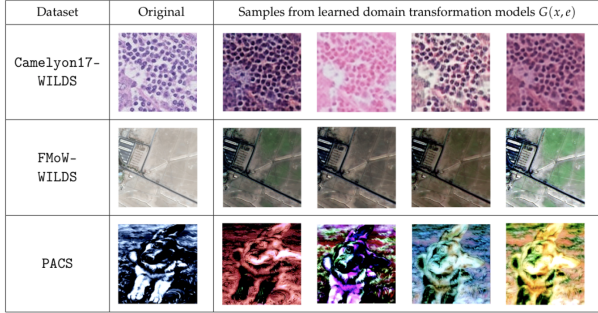 Dataset Original Samples from learned domain transformation models G(x, e)
Camelyon17-
WILDS
FMoW-
WILDS
PACS